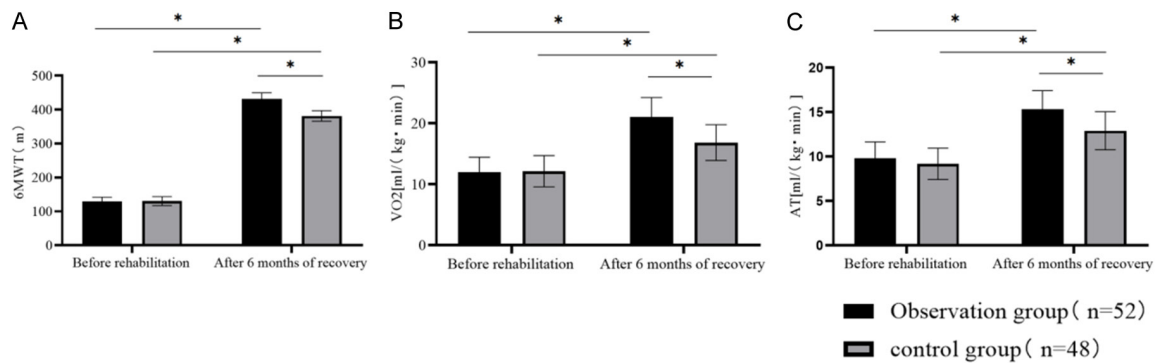 A
*
*
*
500
400
300
200
100
0
6MWT( m)
Before rehabilitation
After 6 months of recovery
B
*
*
*
30
20
10
0
VO2[ml/( kg• min) ]
Before rehabilitation
After 6 months of recovery
C
*
*
*
20
15
10
5
0
AT[ml/( kg• min) ]
Before rehabilitation
After 6 months of recovery
Observation group( n=52)
control group( n=48)